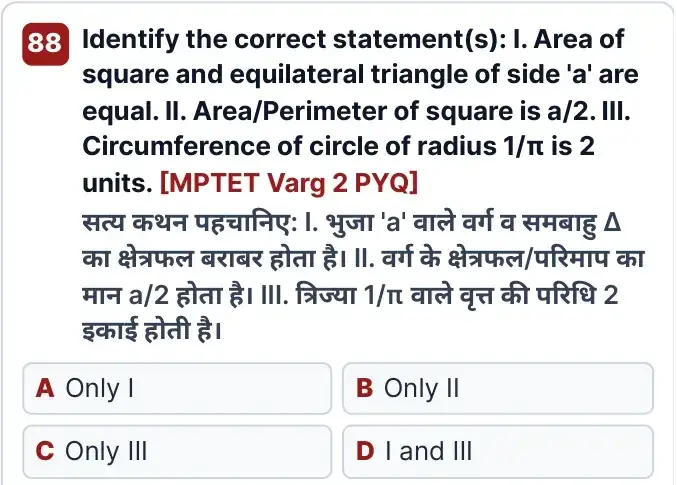 88 Identify the correct statement(s): I. Area of
square and equilateral triangle of side 'a' are
equal. II. Area/Perimeter of square is a/2. III.
Circumference of circle of radius 1/π is 2
units. [MPTET Varg 2 PYQ]
सत्य कथन पहचानिए: I. भुजा 'a' वाले वर्ग व समबाहु Δ
का क्षेत्रफल बराबर होता है। II. वर्ग के क्षेत्रफल/परिमाप का
मान a/2 होता है। III. त्रिज्या 1/π वाले वृत्त की परिधि 2
इकाई होती है।
A Only I
B Only II
C Only III
D I and III